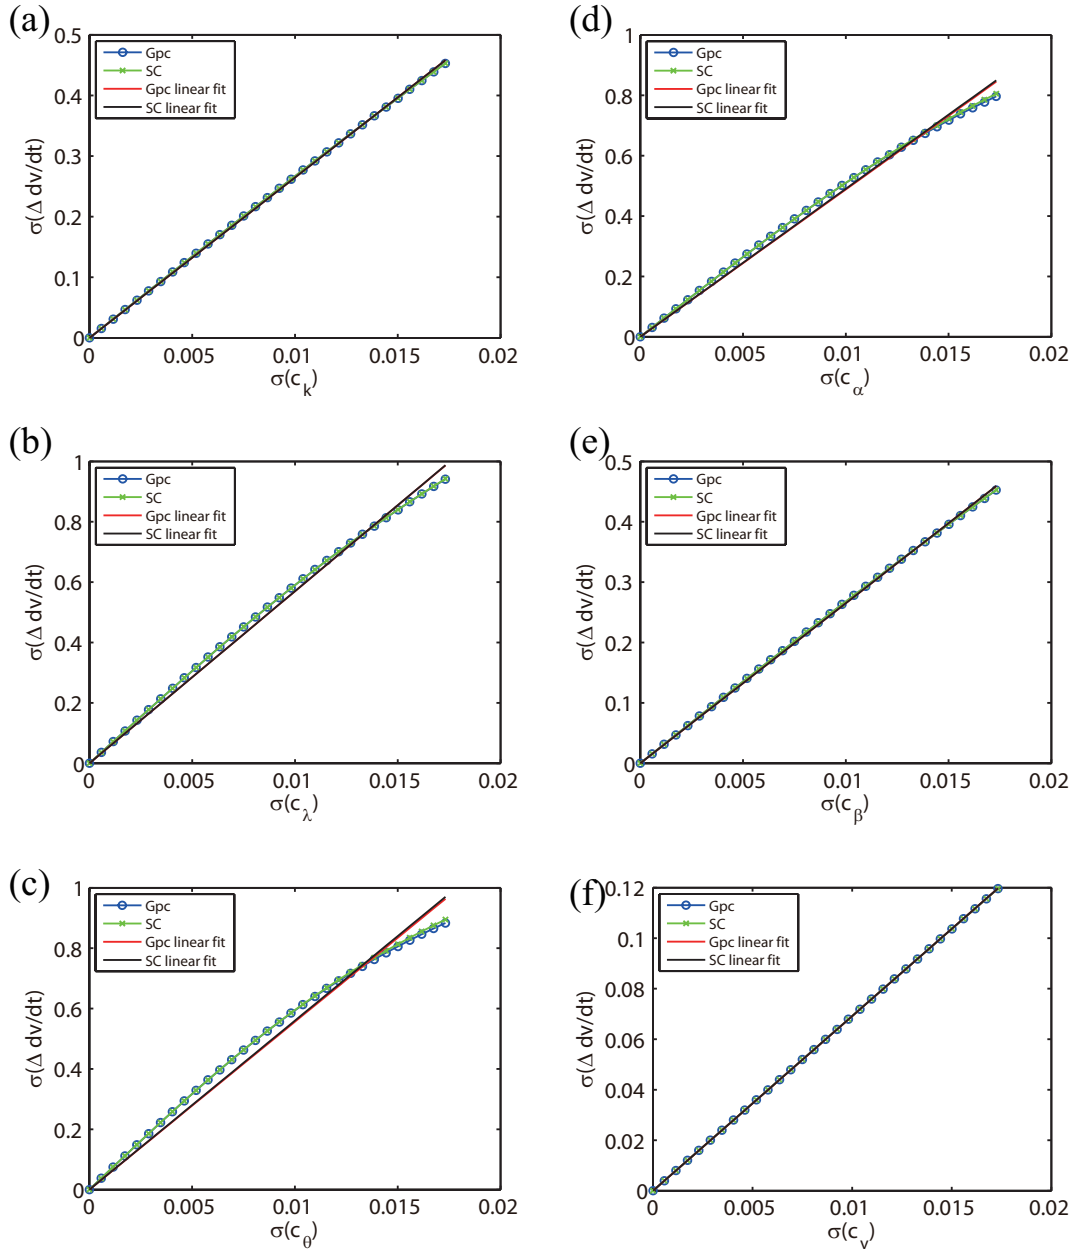 (a)
0.5
0.4
0.3
0.2
0.1
0
σ(Δ dv/dt)
Gpc
SC
Gpc linear fit
SC linear fit
0 0.005 0.01 0.015 0.02
σ(c_k)
(d)
1
0.8
0.6
0.4
0.2
0
σ(Δ dv/dt)
Gpc
SC
Gpc linear fit
SC linear fit
0 0.005 0.01 0.015 0.02
σ(c_α)
(b)
1
0.8
0.6
0.4
0.2
0
σ(Δ dv/dt)
Gpc
SC
Gpc linear fit
SC linear fit
0 0.005 0.01 0.015 0.02
σ(c_λ)
(e)
0.5
0.4
0.3
0.2
0.1
0
σ(Δ dv/dt)
Gpc
SC
Gpc linear fit
SC linear fit
0 0.005 0.01 0.015 0.02
σ(c_β)
(c)
1
0.8
0.6
0.4
0.2
0
σ(Δ dv/dt)
Gpc
SC
Gpc linear fit
SC linear fit
0 0.005 0.01 0.015 0.02
σ(c_θ)
(f)
0.12
0.1
0.08
0.06
0.04
0.02
0
σ(Δ dv/dt)
Gpc
SC
Gpc linear fit
SC linear fit
0 0.005 0.01 0.015 0.02
σ(c_v)